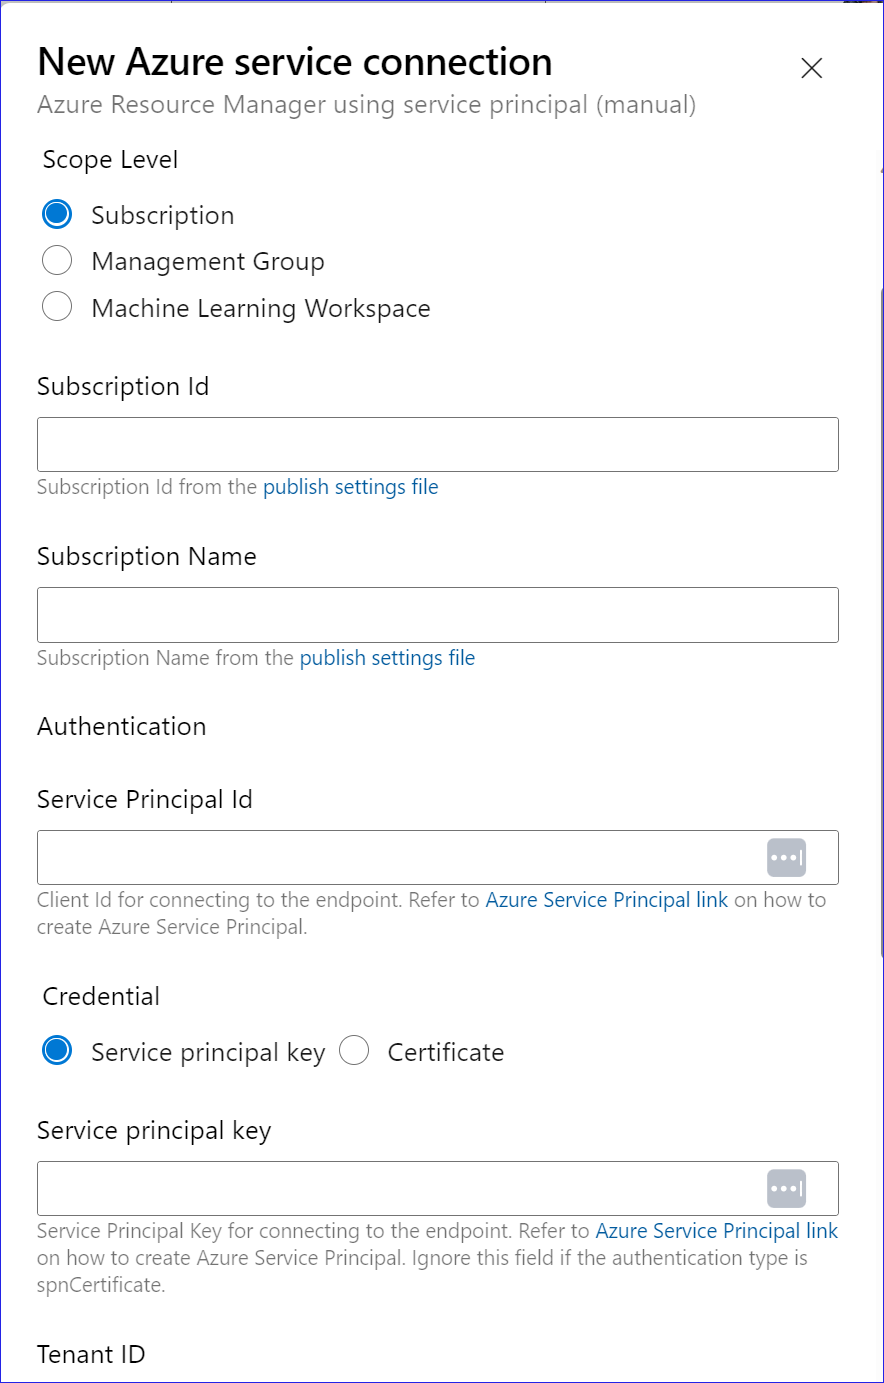 New Azure service connection
Azure Resource Manager using service principal (manual)
Scope Level
Subscription
Management Group
Machine Learning Workspace
Subscription Id
Subscription Id from the publish settings file
Subscription Name
Subscription Name from the publish settings file
Authentication
Service Principal Id
Client Id for connecting to the endpoint. Refer to Azure Service Principal link on how to
create Azure Service Principal.
Credential
Service principal key Certificate
Service principal key
Service Principal Key for connecting to the endpoint. Refer to Azure Service Principal link
on how to create Azure Service Principal. Ignore this field if the authentication type is
spnCertificate.
Tenant ID